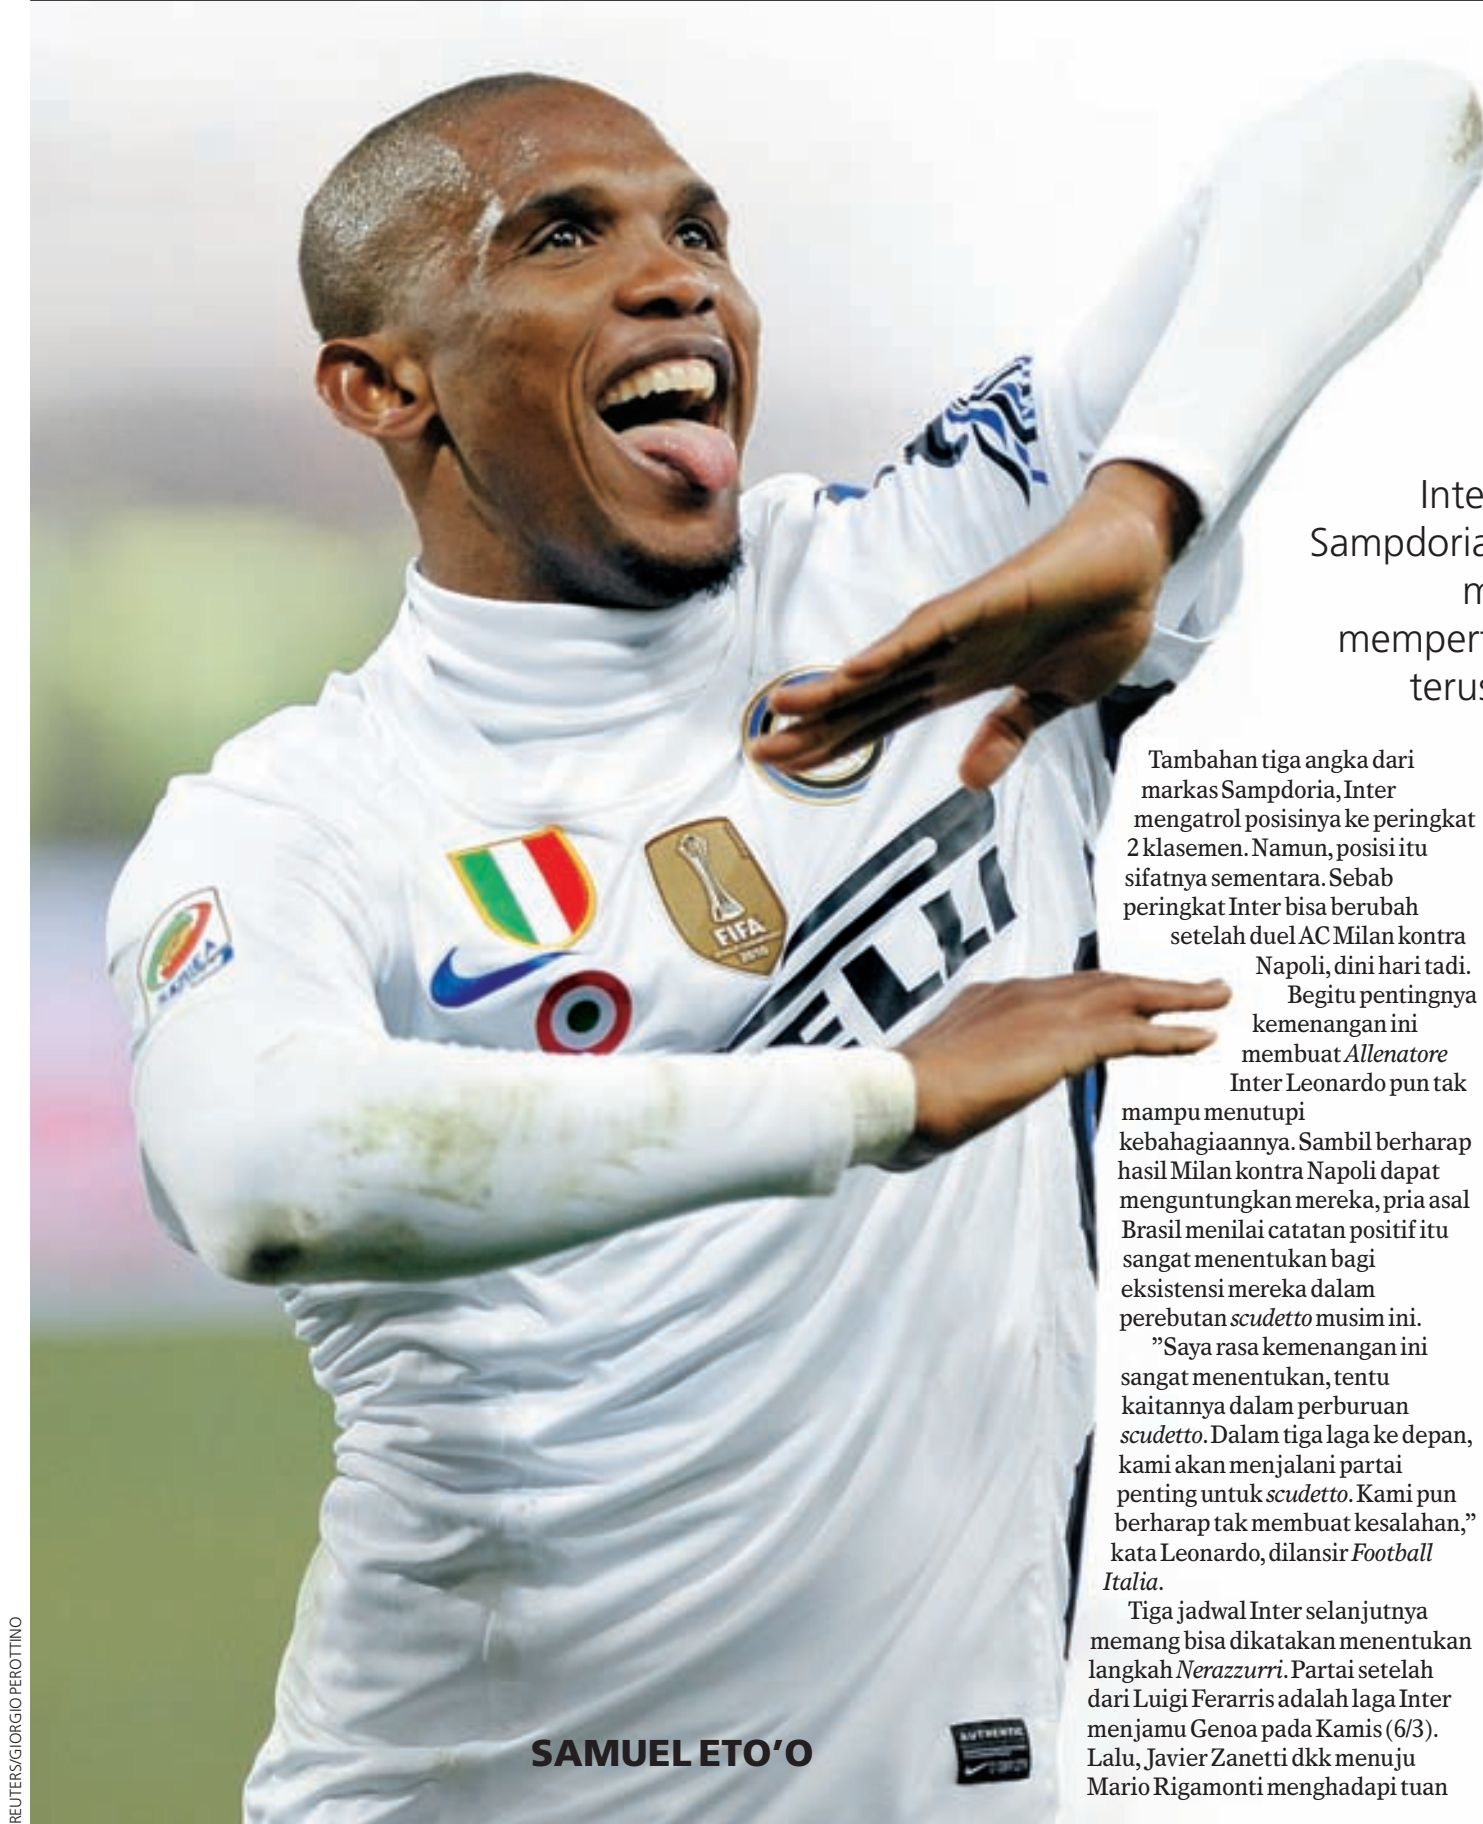 Inte
Sampdoria
m
memper
terus
Tambahan tiga angka dari
markas Sampdoria, Inter
mengatrol posisinya ke peringkat
2 klasemen. Namun, posisi itu
sifatnya sementara. Sebab
peringkat Inter bisa berubah
setelah duel AC Milan kontra
Napoli, dini hari tadi.
Begitu pentingnya
kemenangan ini
membuat Allenatore
Inter Leonardo pun tak
mampu menutupi
kebahagiaannya. Sambil berharap
hasil Milan kontra Napoli dapat
menguntungkan mereka, pria asal
Brasil menilai catatan positif itu
sangat menentukan bagi
eksistensi mereka dalam
perebutan scudetto musim ini.
”Saya rasa kemenangan ini
sangat menentukan, tentu
kaitannya dalam perburuan
scudetto. Dalam tiga laga ke depan,
kami akan menjalani partai
penting untuk scudetto. Kami pun
berharap tak membuat kesalahan,”
kata Leonardo, dilansir Football
Italia.
Tiga jadwal Inter selanjutnya
memang bisa dikatakan menentukan
langkah Nerazzurri. Partai setelah
dari Luigi Ferarris adalah laga Inter
menjamu Genoa pada Kamis (6/3).
Lalu, Javier Zanetti dkk menuju
Mario Rigamonti menghadapi tuan
FIFA
2010
ELLI
AUTHENTIC
SAMUEL ETO’O
REUTERS/GIORGIO PEROTTINO